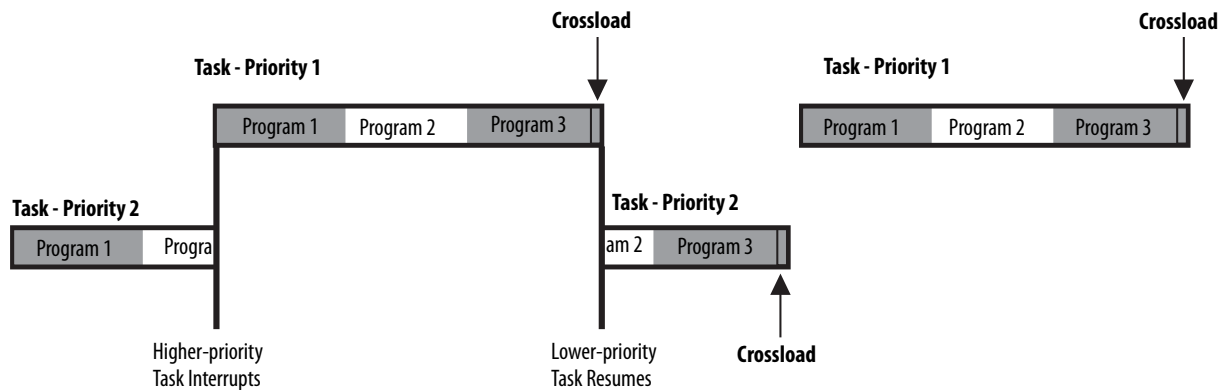 Crossload
Crossload
Task - Priority 1
Task - Priority 1
Program 1 Program 2 Program 3
Program 1 Program 2 Program 3
Task - Priority 2
Task - Priority 2
Program 1 Progra
am 2 Program 3
Higher-priority
Task Interrupts
Lower-priority
Task Resumes
Crossload